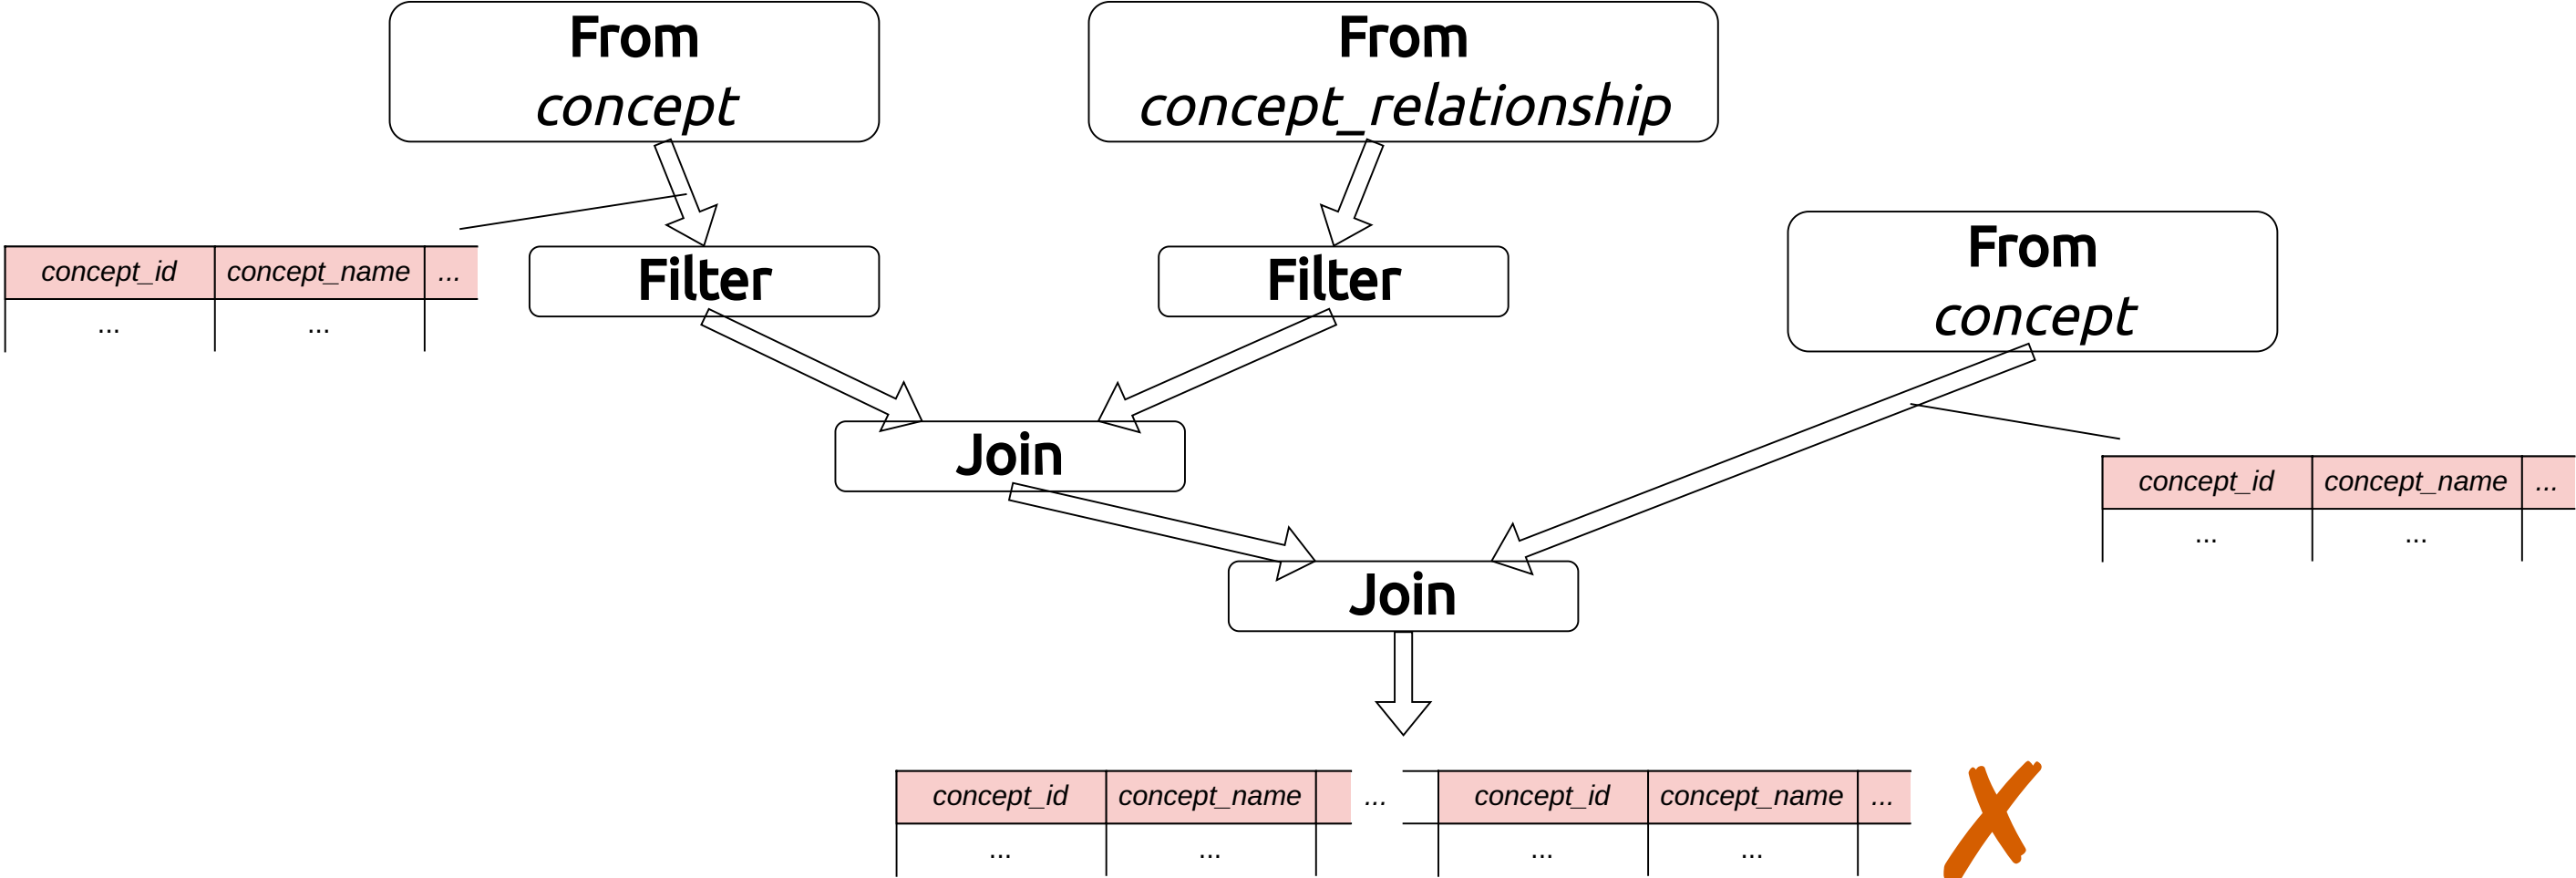 From
concept
From
concept_relationship
From
concept
concept_id concept_name ...
... ...
Filter
Filter
Join
concept_id concept_name ...
... ...
Join
concept_id concept_name ... concept_id concept_name ...
... ... ... ...